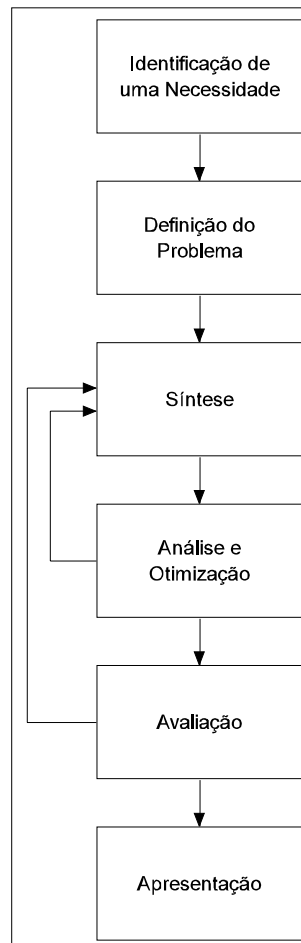 Identificação de
uma Necessidade
Definição do
Problema
Síntese
Análise e
Otimização
Avaliação
Apresentação